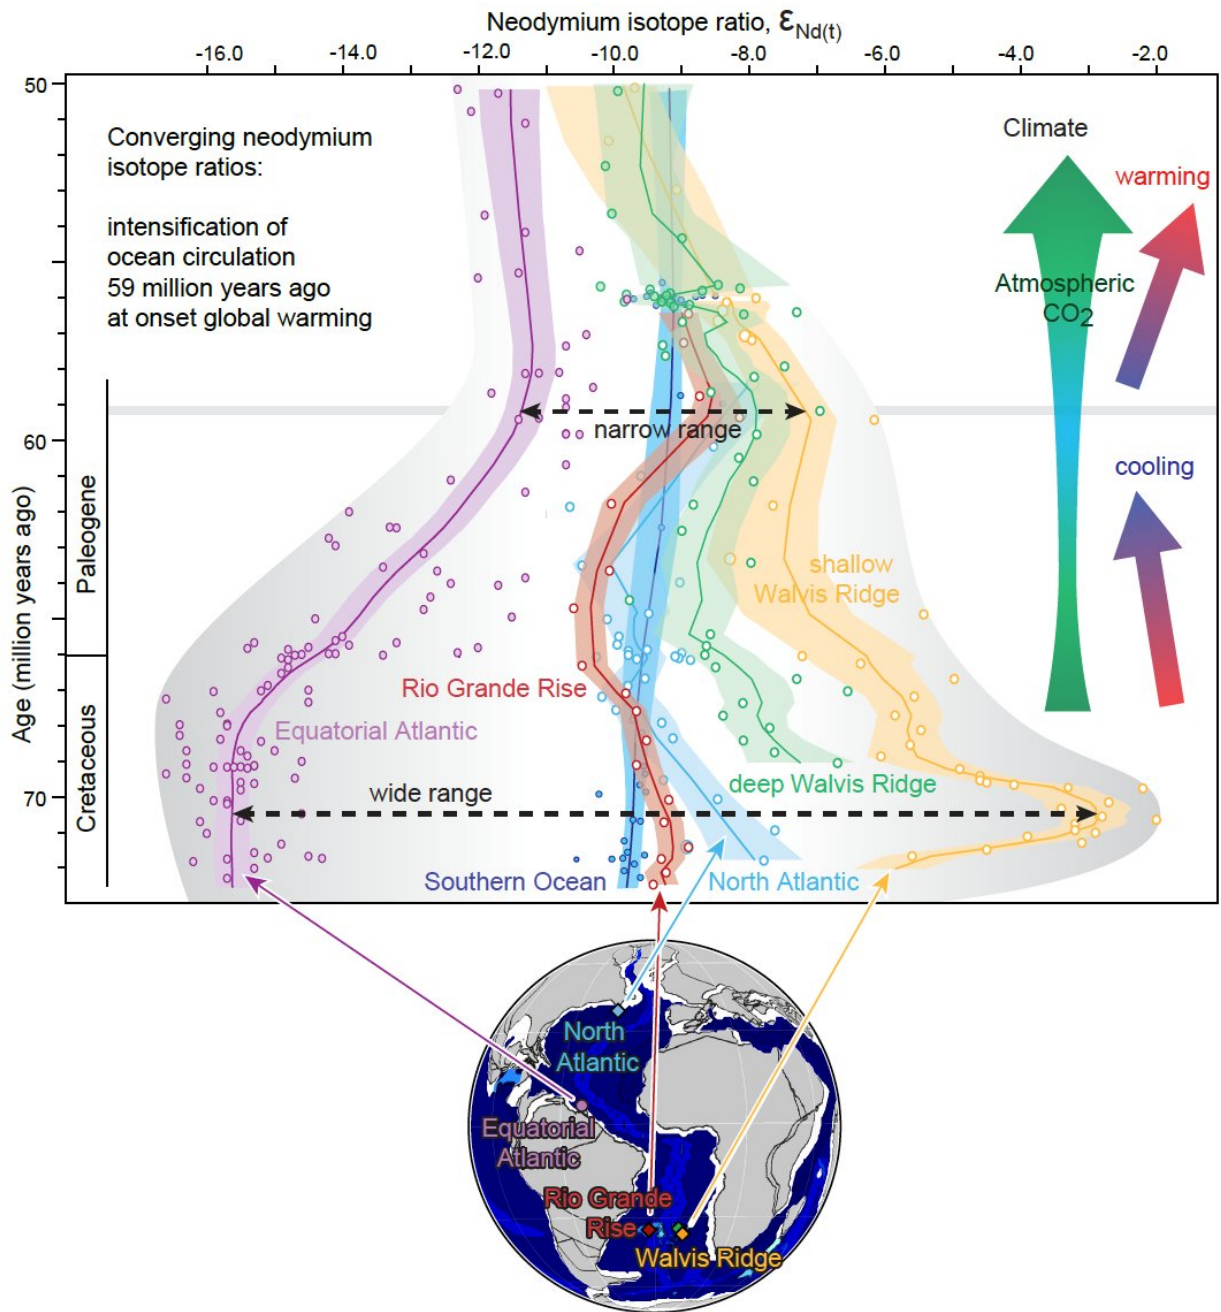 Neodymium isotope ratio, εNd(t)
-16.0 -14.0 -12.0 -10.0 -8.0 -6.0 -4.0 -2.0
50
60
70
Age (million years ago)
Paleogene
Cretaceous
Converging neodymium
isotope ratios:
intensification of
ocean circulation
59 million years ago
at onset global warming
Climate
warming
Atmospheric
CO2
cooling
narrow range
shallow
Walvis Ridge
Rio Grande Rise
Equatorial Atlantic
deep Walvis Ridge
wide range
Southern Ocean
North Atlantic
North
Atlantic
Equatorial
Atlantic
Rio Grande
Rise
Walvis Ridge